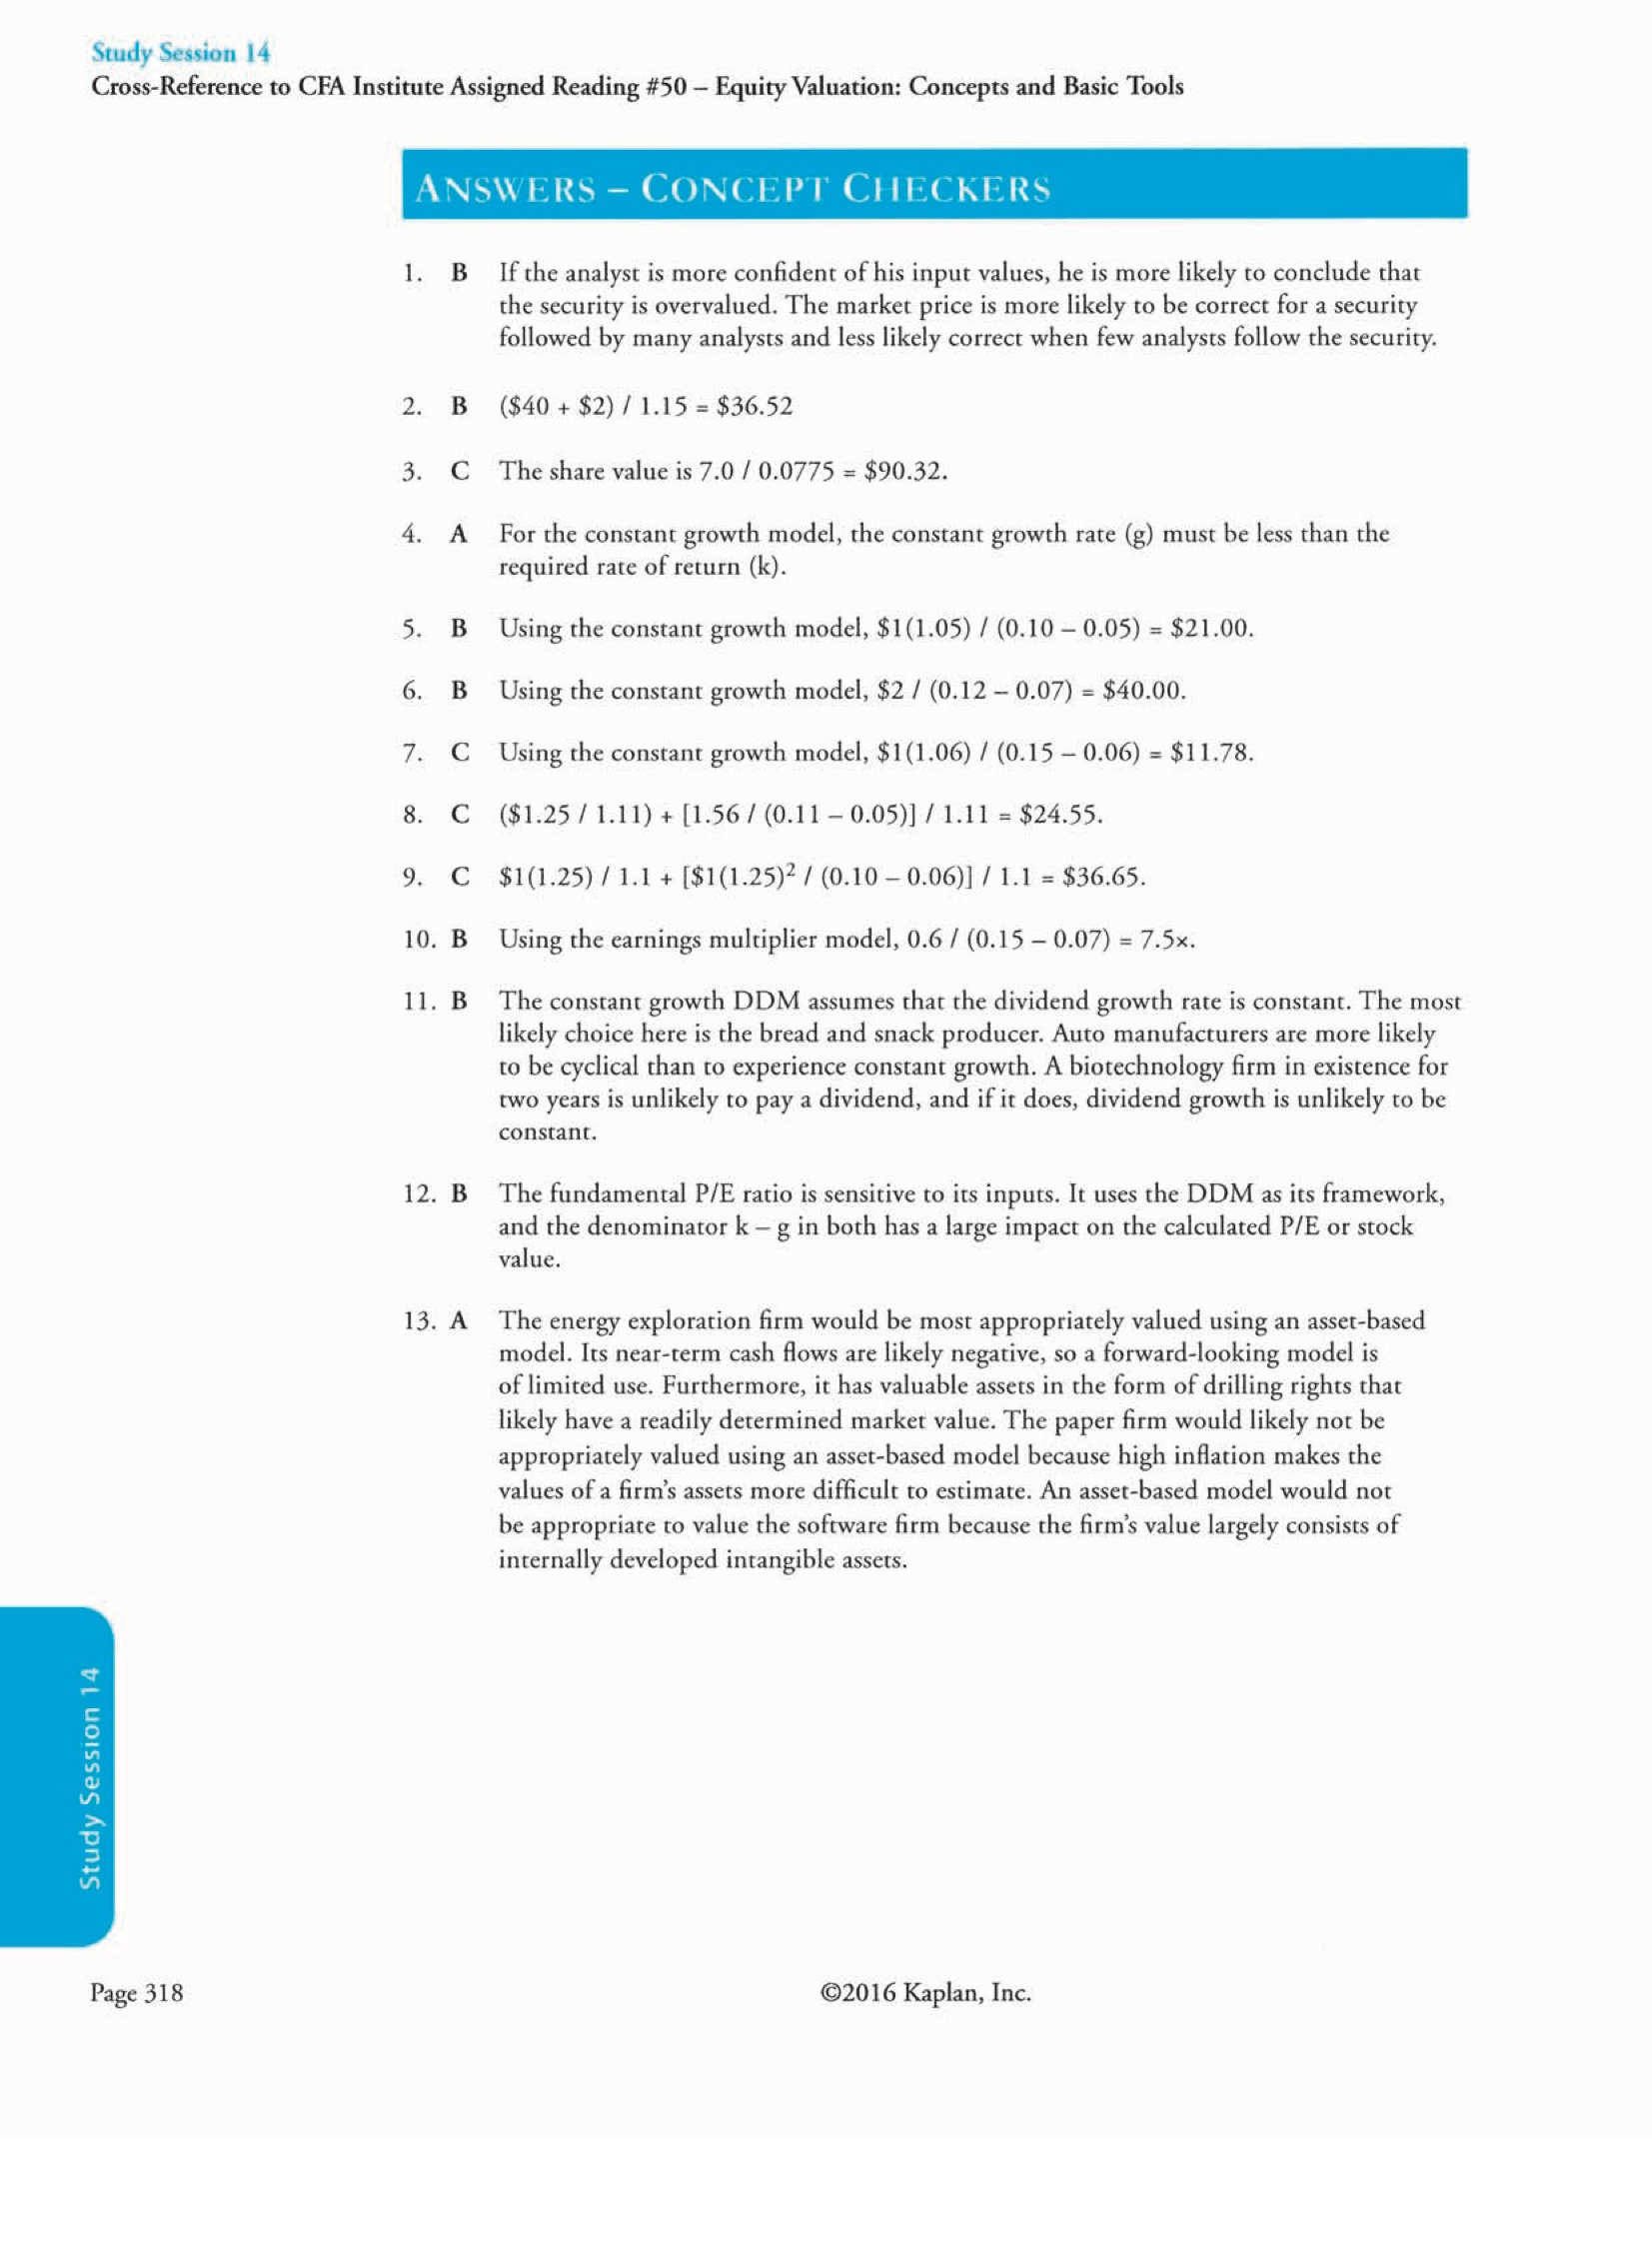 Study Session 14
Cross-Reference to CFA Institute Assigned Reading #50 – Equity Valuation: Concepts and Basic Tools
ANSWERS – CONCEPT CHECKERS
1. B If the analyst is more confident of his input values, he is more likely to conclude that
the security is overvalued. The market price is more likely to be correct for a security
followed by many analysts and less likely correct when few analysts follow the security.
2. B ($40 + $2) / 1.15 = $36.52
3. C The share value is 7.0 / 0.0775 = $90.32.
4. A For the constant growth model, the constant growth rate (g) must be less than the
required rate of return (k).
5. B Using the constant growth model, $1(1.05) / (0.10 – 0.05) = $21.00.
6. B Using the constant growth model, $2 / (0.12 – 0.07) = $40.00.
7. C Using the constant growth model, $1(1.06) / (0.15 – 0.06) = $11.78.
8. C ($1.25 / 1.11) + [1.56 / (0.11 – 0.05)] / 1.11 = $24.55.
9. C $1(1.25) / 1.1 + [$1(1.25)² / (0.10 – 0.06)] / 1.1 = $36.65.
10. B Using the earnings multiplier model, 0.6 / (0.15 – 0.07) = 7.5×.
11. B The constant growth DDM assumes that the dividend growth rate is constant. The most
likely choice here is the bread and snack producer. Auto manufacturers are more likely
to be cyclical than to experience constant growth. A biotechnology firm in existence for
two years is unlikely to pay a dividend, and if it does, dividend growth is unlikely to be
constant.
12. B The fundamental P/E ratio is sensitive to its inputs. It uses the DDM as its framework,
and the denominator k – g in both has a large impact on the calculated P/E or stock
value.
13. A The energy exploration firm would be most appropriately valued using an asset-based
model. Its near-term cash flows are likely negative, so a forward-looking model is
of limited use. Furthermore, it has valuable assets in the form of drilling rights that
likely have a readily determined market value. The paper firm would likely not be
appropriately valued using an asset-based model because high inflation makes the
values of a firm's assets more difficult to estimate. An asset-based model would not
be appropriate to value the software firm because the firm's value largely consists of
internally developed intangible assets.
Study Session 14
Page 318
©2016 Kaplan, Inc.